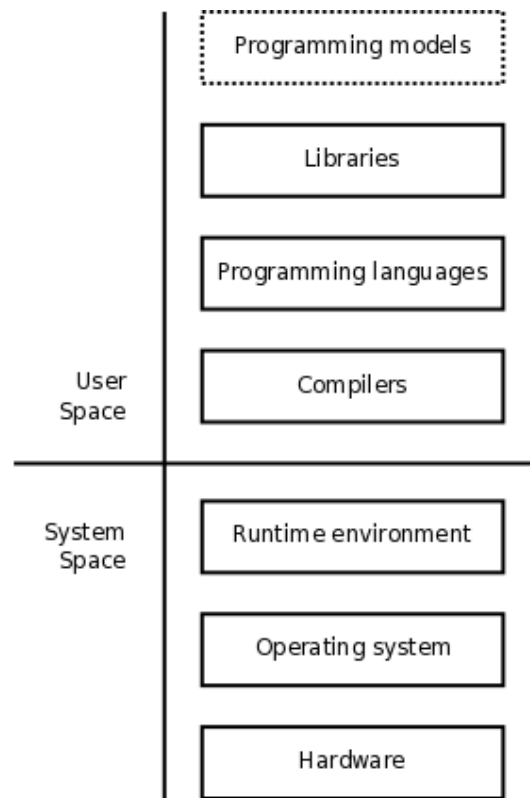 Programming models
Libraries
Programming languages
Compilers
User
Space
System
Space
Runtime environment
Operating system
Hardware